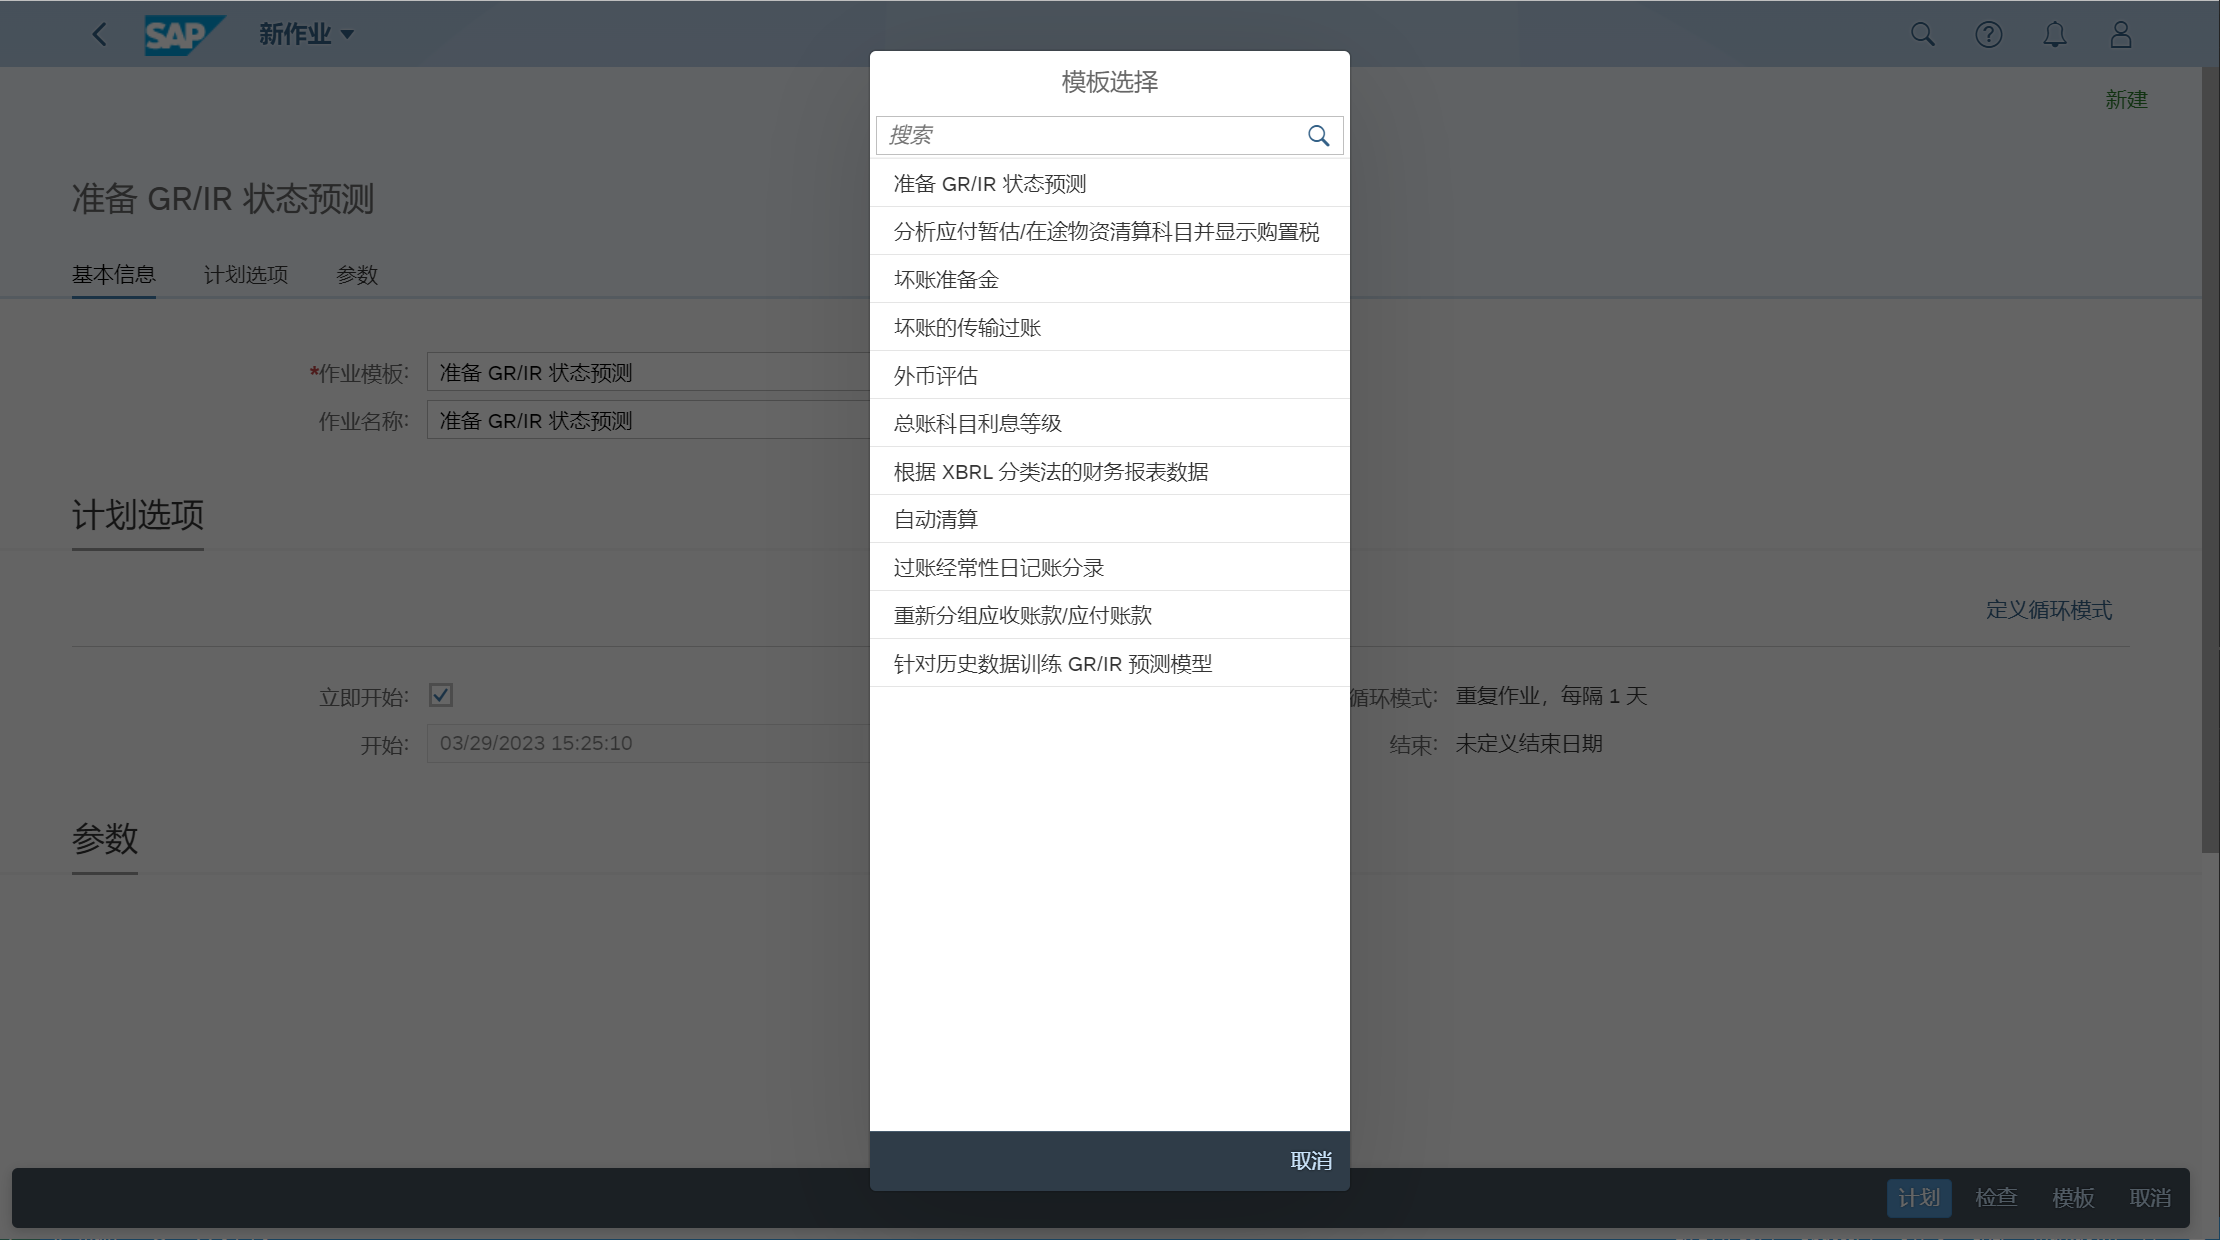 SAP 新作业
新建
准备 GR/IR 状态预测
基本信息 计划选项 参数
*作业模板: 准备 GR/IR 状态预测
作业名称: 准备 GR/IR 状态预测
计划选项
定义循环模式
立即开始:
循环模式: 重复作业，每隔 1 天
开始: 03/29/2023 15:25:10
结束: 未定义结束日期
参数
模板选择
搜索
准备 GR/IR 状态预测
分析应付暂估/在途物资清算科目并显示购置税
坏账准备金
坏账的传输过账
外币评估
总账科目利息等级
根据 XBRL 分类法的财务报表数据
自动清算
过账经常性日记账分录
重新分组应收账款/应付账款
针对历史数据训练 GR/IR 预测模型
取消
计划 检查 模板 取消